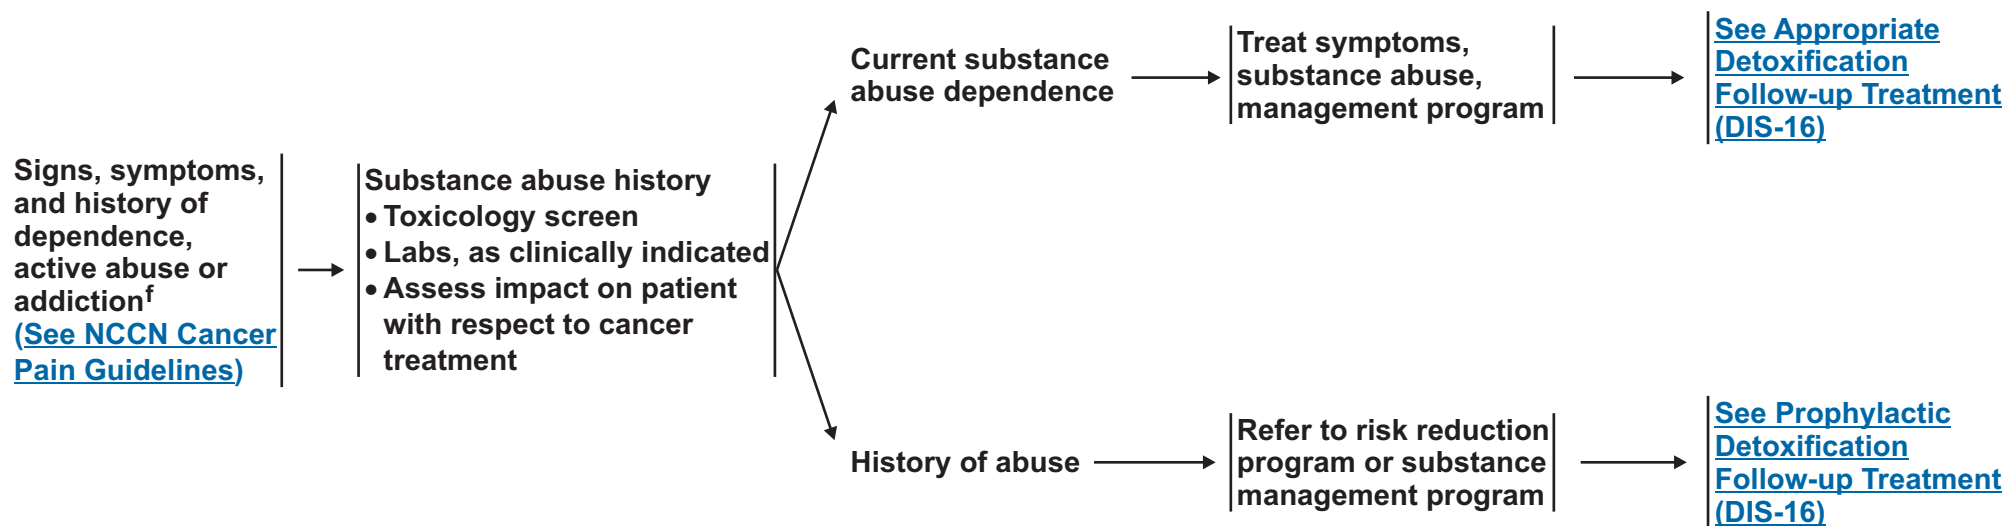 Signs, symptoms,
and history of
dependence,
active abuse or
addictionf
(See NCCN Cancer
Pain Guidelines)
Substance abuse history
• Toxicology screen
• Labs, as clinically indicated
• Assess impact on patient
with respect to cancer
treatment
Current substance
abuse dependence
Treat symptoms,
substance abuse,
management program
See Appropriate
Detoxification
Follow-up Treatment
(DIS-16)
History of abuse
Refer to risk reduction
program or substance
management program
See Prophylactic
Detoxification
Follow-up Treatment
(DIS-16)